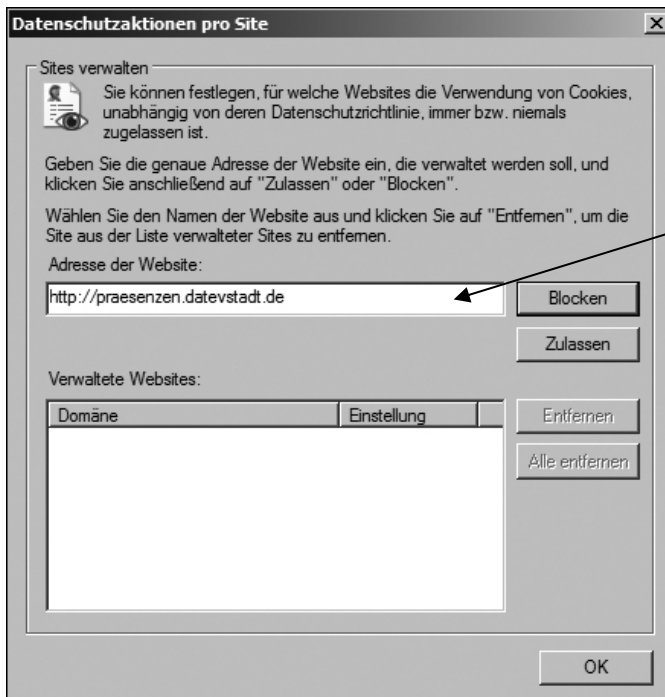 Datenschutzaktionen pro Site
Sites verwalten
Sie können festlegen, für welche Websites die Verwendung von Cookies,
unabhängig von deren Datenschutzrichtlinie, immer bzw. niemals
zugelassen ist.
Geben Sie die genaue Adresse der Website ein, die verwaltet werden soll, und
klicken Sie anschließend auf "Zulassen" oder "Blocken".
Wählen Sie den Namen der Website aus und klicken Sie auf "Entfernen", um die
Site aus der Liste verwalteter Sites zu entfernen.
Adresse der Website:
http://praesenzen.datevstadt.de
Blocken
Zulassen
Verwaltete Websites:
Domäne Einstellung
Entfernen
Alle entfernen
OK